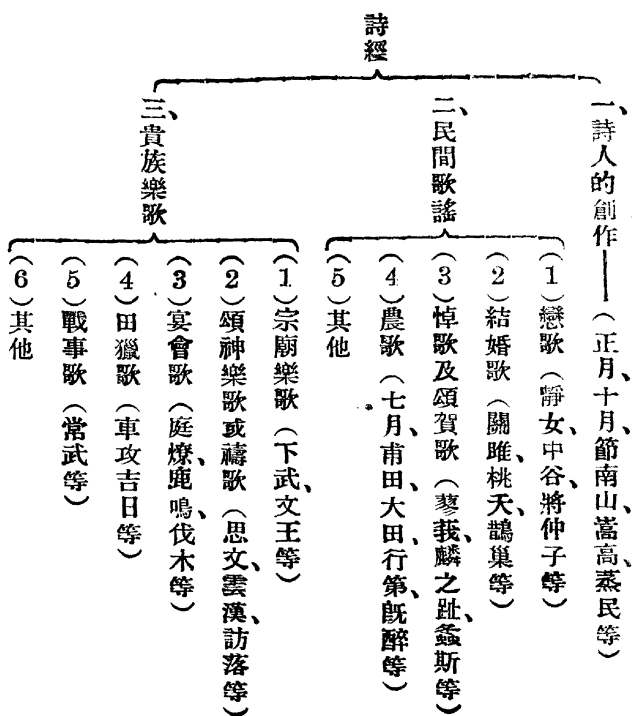 詩經
一、詩人的創作——（正月、十月、節南山嵩高、蒸民等）
二、民間歌謠
（1）戀歌（靜女、中谷、將仲子等）
（2）結婚歌（關雎、桃夭、鵲巢等）
（3）悼歌及頌賀歌（蓼莪、麟之趾、螽斯等）
（4）農歌（七月、甫田、大田、行第、既醉等）
（5）其他
三、貴族樂歌
（1）宗廟樂歌（下武、文王等）
（2）頌神樂歌或禱歌（思文、雲漢、訪落等）
（3）宴會歌（庭燎、鹿鳴、伐木等）
（4）田獵歌（車攻吉日等）
（5）戰事歌（常武等）
（6）其他